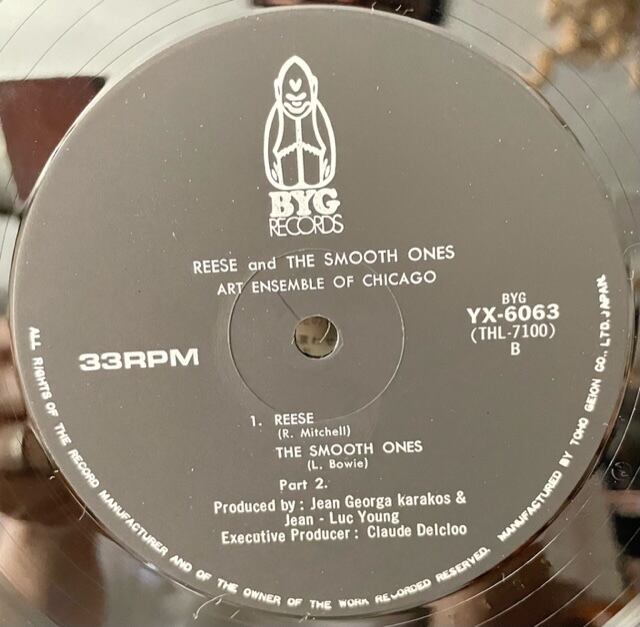 BYG
RECORDS
REESE and THE SMOOTH ONES
ART ENSEMBLE OF CHICAGO
BYG
YX-6063
(THL-7100)
B
33RPM
1. REESE
(R. Mitchell)
THE SMOOTH ONES
(L. Bowie)
Part 2.
Produced by : Jean Georga karakos &
Jean - Luc Young
Executive Producer : Claude Delcloo
ALL RIGHTS OF THE RECORD MANUFACTURER AND OF THE OWNER OF THE WORK RECORDED RESERVED. MANUFACTURED BY TOHO GEION CO., LTD. JAPAN.